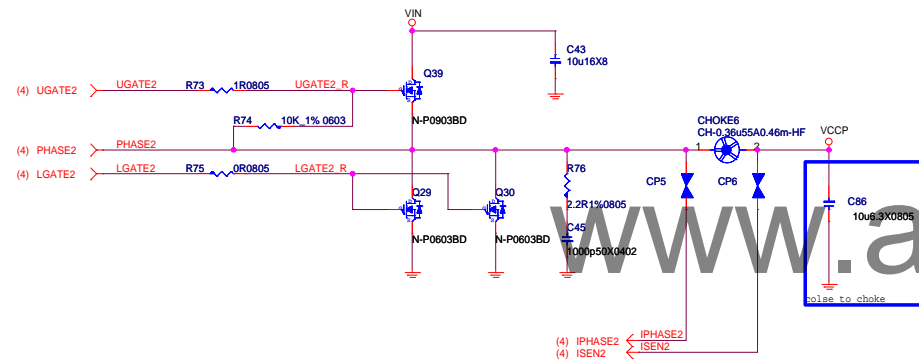 VIN
C43
10u16X8
Q39
(4) UGATE2 UGATE2 R73 1R0805 UGATE2_R
R74 10K_1% 0603
N-P0903BD
CHOKE6
CH-0.36u55A0.46m-HF
VCCP
(4) PHASE2 PHASE2
1 2
(4) LGATE2 LGATE2 R75 0R0805 LGATE2_R
R76
CP5 CP6
Q29 Q30
2.2R1%0805
C86
10u6.3X0805
C45
N-P0603BD N-P0603BD
1000p50X0402
www.a
colse to choke
(4) IPHASE2 IPHASE2
(4) ISEN2 ISEN2